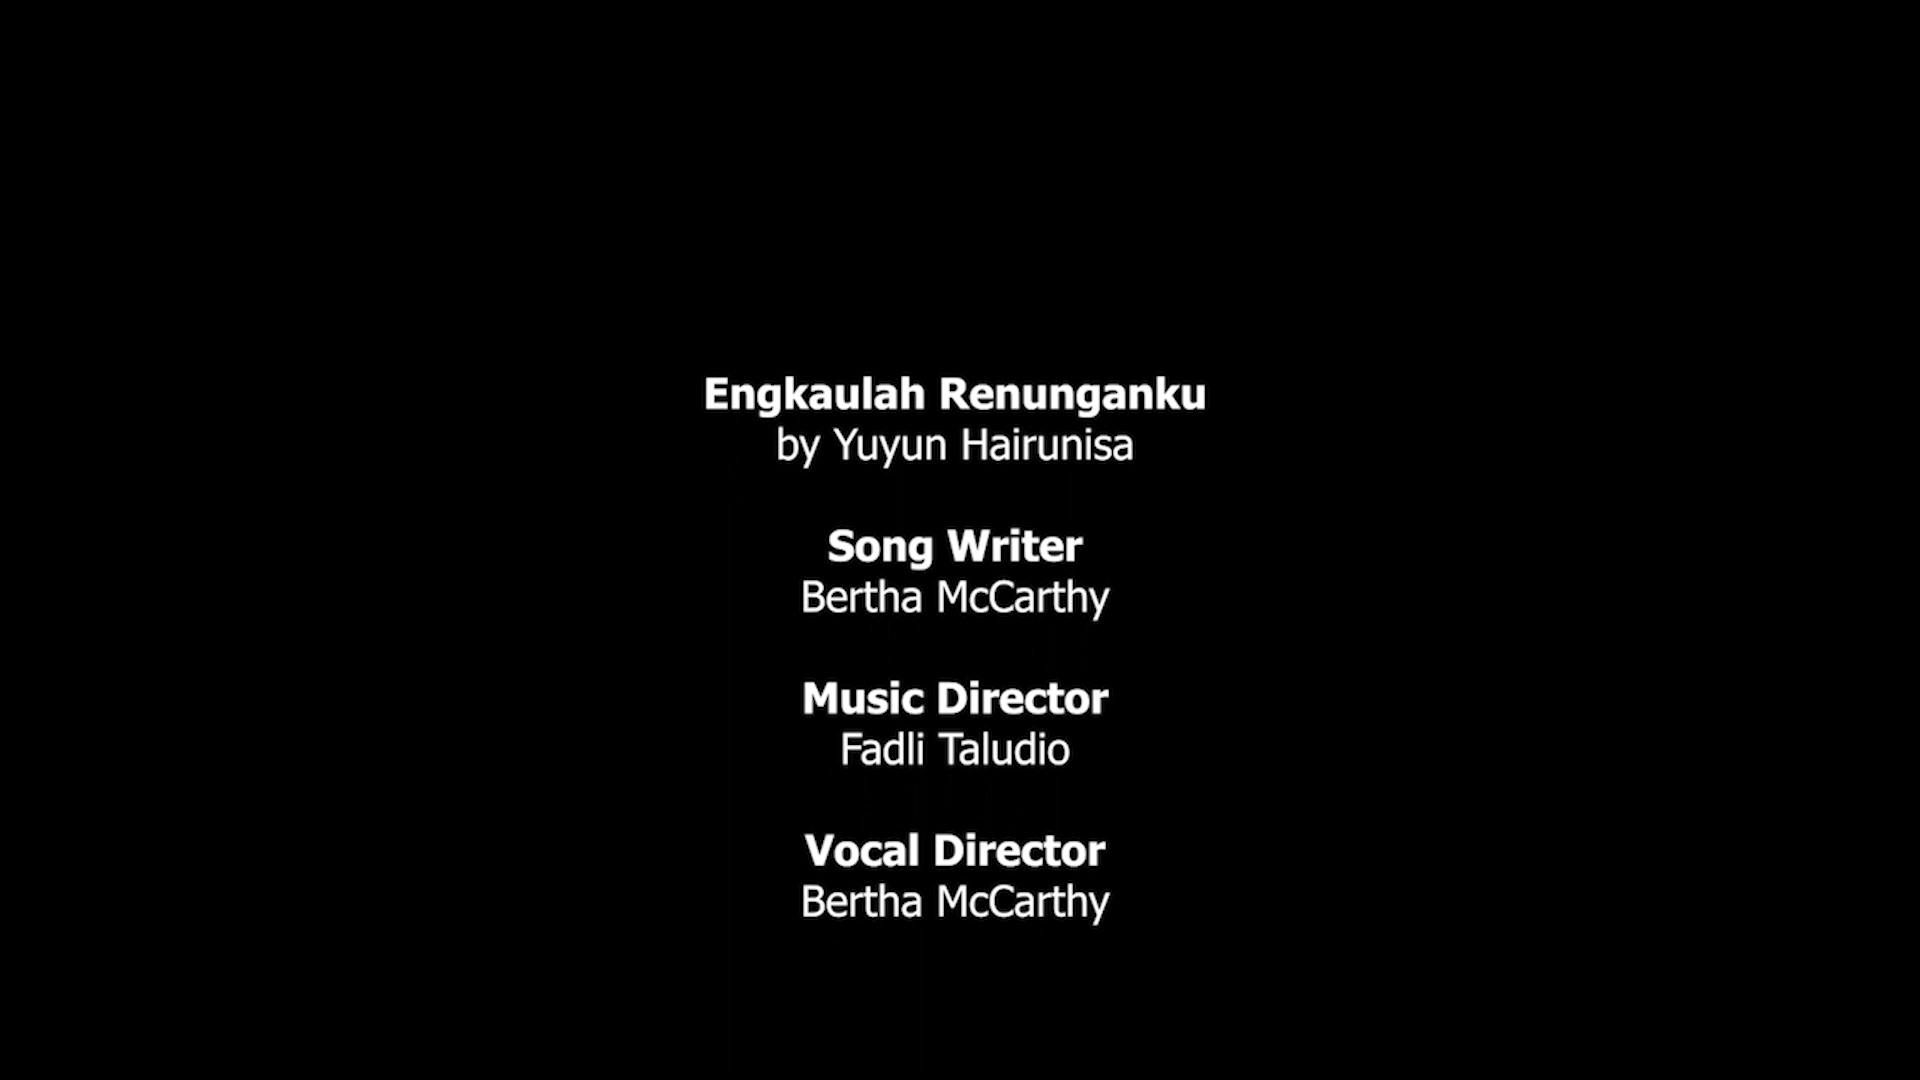 Engkaulah Renunganku
by Yuyun Hairunisa
Song Writer
Bertha McCarthy
Music Director
Fadli Taludio
Vocal Director
Bertha McCarthy